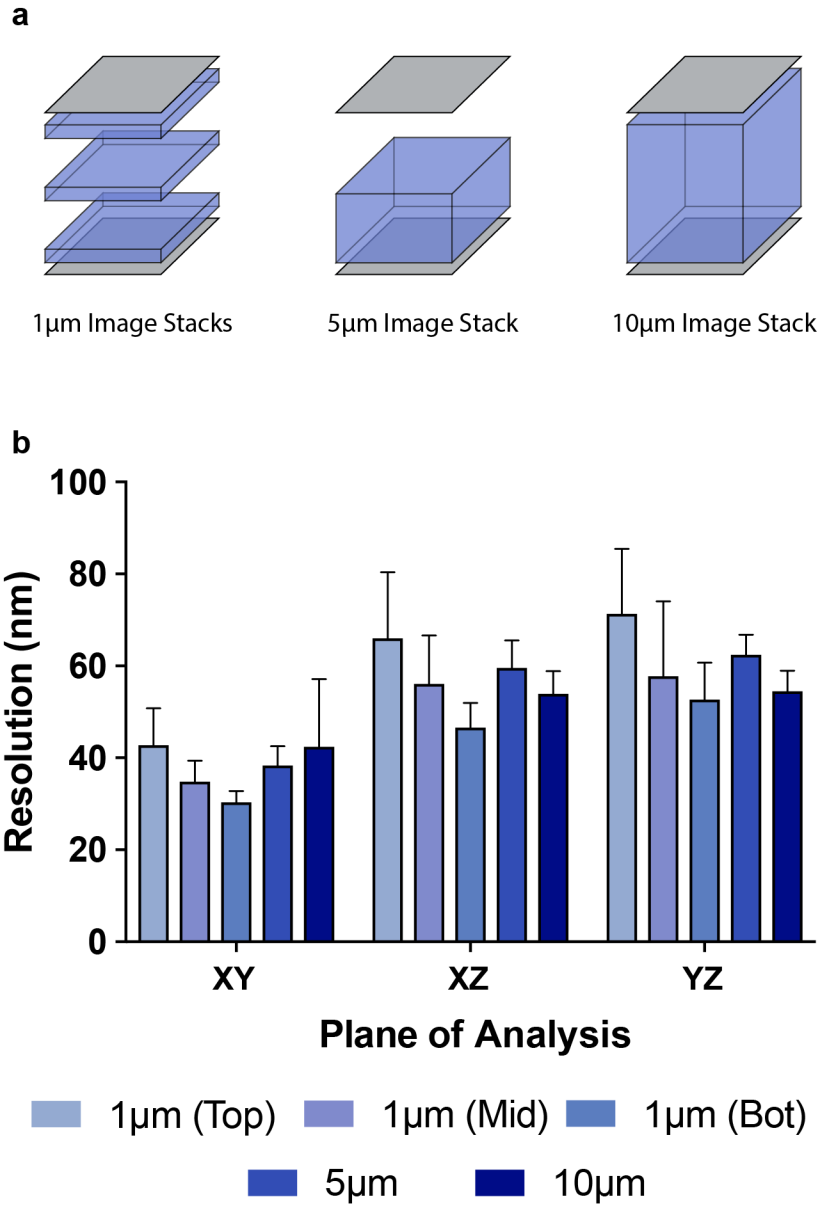 a
1µm Image Stacks
5µm Image Stack
10µm Image Stack
b
Resolution (nm)
100
80
60
40
20
0
XY
XZ
YZ
Plane of Analysis
1µm (Top)
1µm (Mid)
1µm (Bot)
5µm
10µm